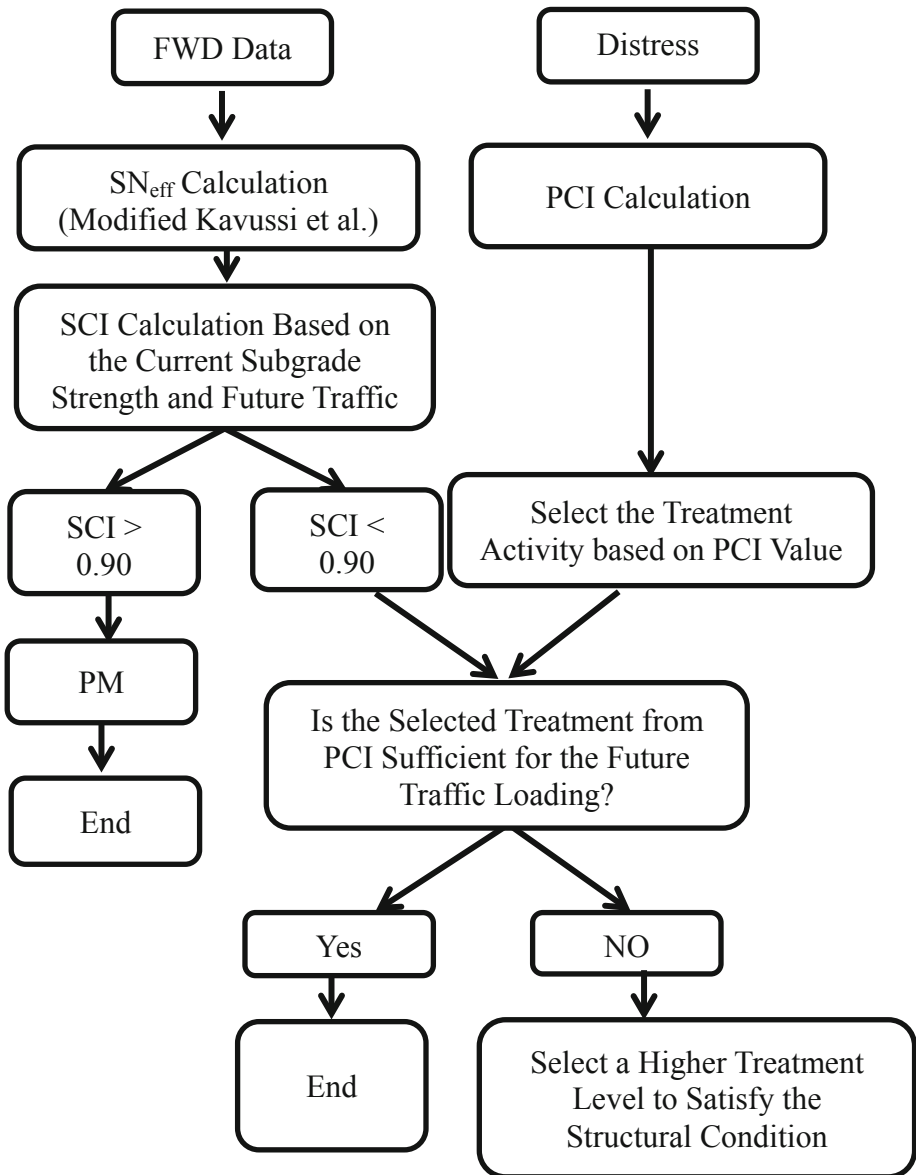 FWD Data
Distress
SNeff Calculation
(Modified Kavussi et al.)
PCI Calculation
SCI Calculation Based on
the Current Subgrade
Strength and Future Traffic
SCI >
0.90
SCI <
0.90
Select the Treatment
Activity based on PCI Value
PM
Is the Selected Treatment from
PCI Sufficient for the Future
Traffic Loading?
End
Yes
NO
End
Select a Higher Treatment
Level to Satisfy the
Structural Condition